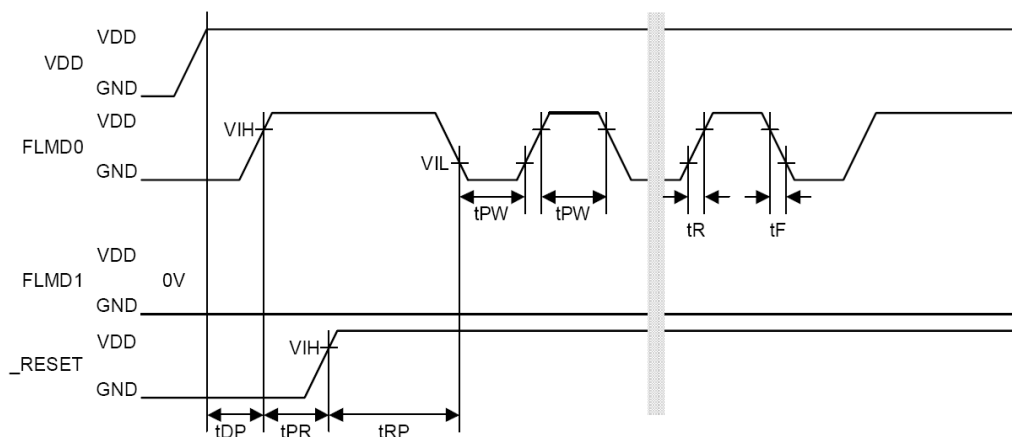 VDD
VDD
GND
VDD
FLMD0
VIH
GND
VIL
tPW
tPW
tR
tF
VDD
FLMD1
0V
GND
VDD
VIH
_RESET
GND
tDP
tPR
tRP